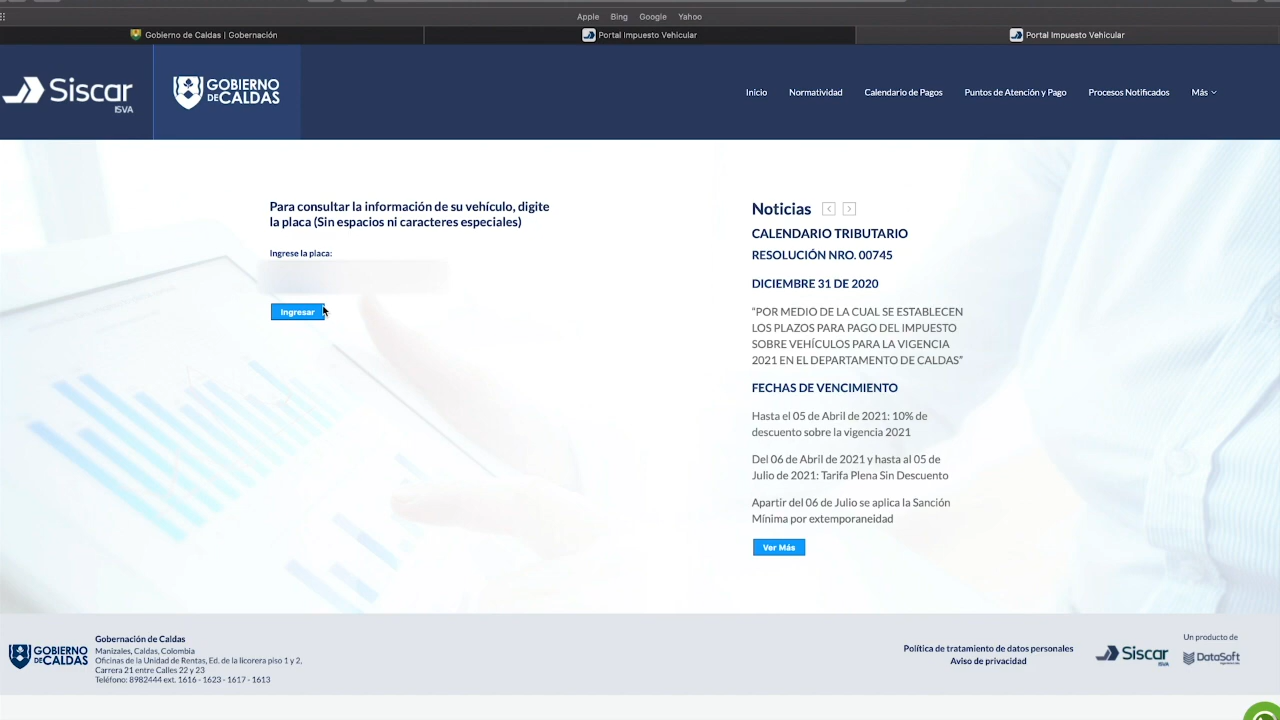 Apple Bing Google Yahoo
Gobierno de Caldas | Gobernación
Portal Impuesto Vehicular
Portal Impuesto Vehicular
Siscar
ISVA
GOBIERNO
DE CALDAS
Inicio
Normatividad
Calendario de Pagos
Puntos de Atención y Pago
Procesos Notificados
Más
Para consultar la información de su vehículo, digite
la placa (Sin espacios ni caracteres especiales)
Ingrese la placa:
Ingresar
Noticias
CALENDARIO TRIBUTARIO
RESOLUCIÓN NRO. 00745
DICIEMBRE 31 DE 2020
“POR MEDIO DE LA CUAL SE ESTABLECEN
LOS PLAZOS PARA PAGO DEL IMPUESTO
SOBRE VEHÍCULOS PARA LA VIGENCIA
2021 EN EL DEPARTAMENTO DE CALDAS”
FECHAS DE VENCIMIENTO
Hasta el 05 de Abril de 2021: 10% de
descuento sobre la vigencia 2021
Del 06 de Abril de 2021 y hasta al 05 de
Julio de 2021: Tarifa Plena Sin Descuento
Apartir del 06 de Julio se aplica la Sanción
Mínima por extemporaneidad
Ver Más
GOBIERNO
DE CALDAS
Gobernación de Caldas
Manizales, Caldas, Colombia
Oficinas de la Unidad de Rentas, Ed. de la licorera piso 1 y 2,
Carrera 21 entre Calles 22 y 23
Teléfono: 8982444 ext. 1616 - 1623 - 1617 - 1613
Política de tratamiento de datos personales
Aviso de privacidad
Siscar
ISVA
Un producto de
DataSoft